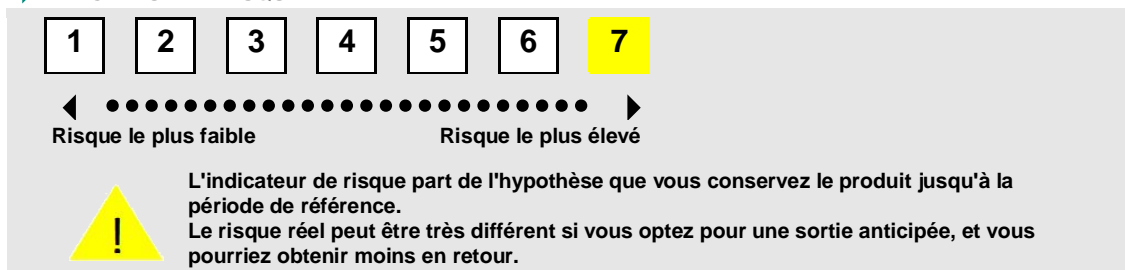 1 2 3 4 5 6 7
Risque le plus faible Risque le plus élevé
L'indicateur de risque part de l'hypothèse que vous conservez le produit jusqu'à la
période de référence.
! Le risque réel peut être très différent si vous optez pour une sortie anticipée, et vous
pourriez obtenir moins en retour.